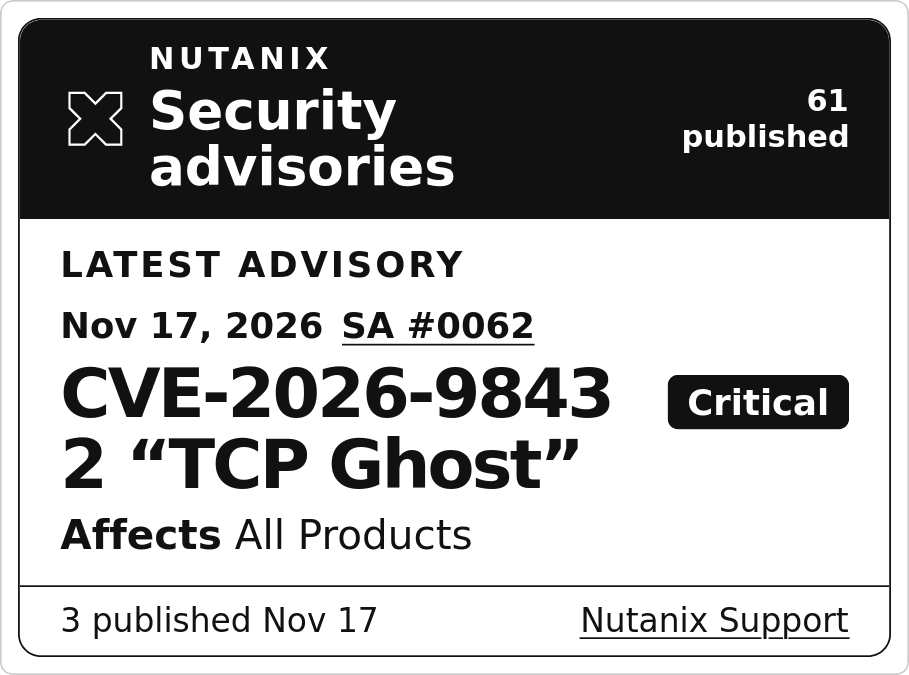 NUTANIX
Security
advisories
61
published
LATEST ADVISORY
Nov 17, 2026 SA #0062
CVE-2026-9843
2 “TCP Ghost”
Critical
Affects All Products
3 published Nov 17
Nutanix Support